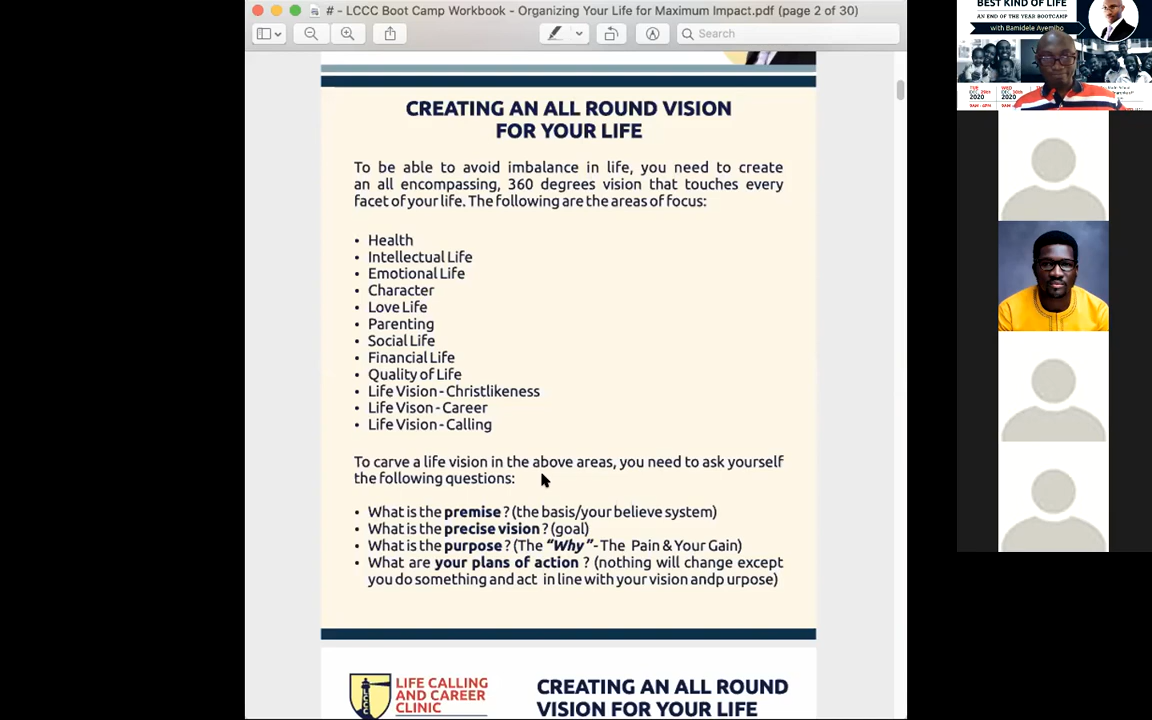 # - LCCC Boot Camp Workbook - Organizing Your Life for Maximum Impact.pdf (page 2 of 30)
Search
CREATING AN ALL ROUND VISION
FOR YOUR LIFE
To be able to avoid imbalance in life, you need to create
an all encompassing, 360 degrees vision that touches every
facet of your life. The following are the areas of focus:
• Health
• Intellectual Life
• Emotional Life
• Character
• Love Life
• Parenting
• Social Life
• Financial Life
• Quality of Life
• Life Vision - Christlikeness
• Life Vison - Career
• Life Vision - Calling
To carve a life vision in the above areas, you need to ask yourself
the following questions:
• What is the premise ? (the basis/your believe system)
• What is the precise vision ? (goal)
• What is the purpose ? (The "Why" - The Pain & Your Gain)
• What are your plans of action ? (nothing will change except
you do something and act in line with your vision andp urpose)
LIFE CALLING
AND CAREER
CLINIC
CREATING AN ALL ROUND
VISION FOR YOUR LIFE
BEST KIND OF LIFE
AN END OF THE YEAR BOOTCAMP
with Bamidele Ayemibo
TUE
WED
2020
2020